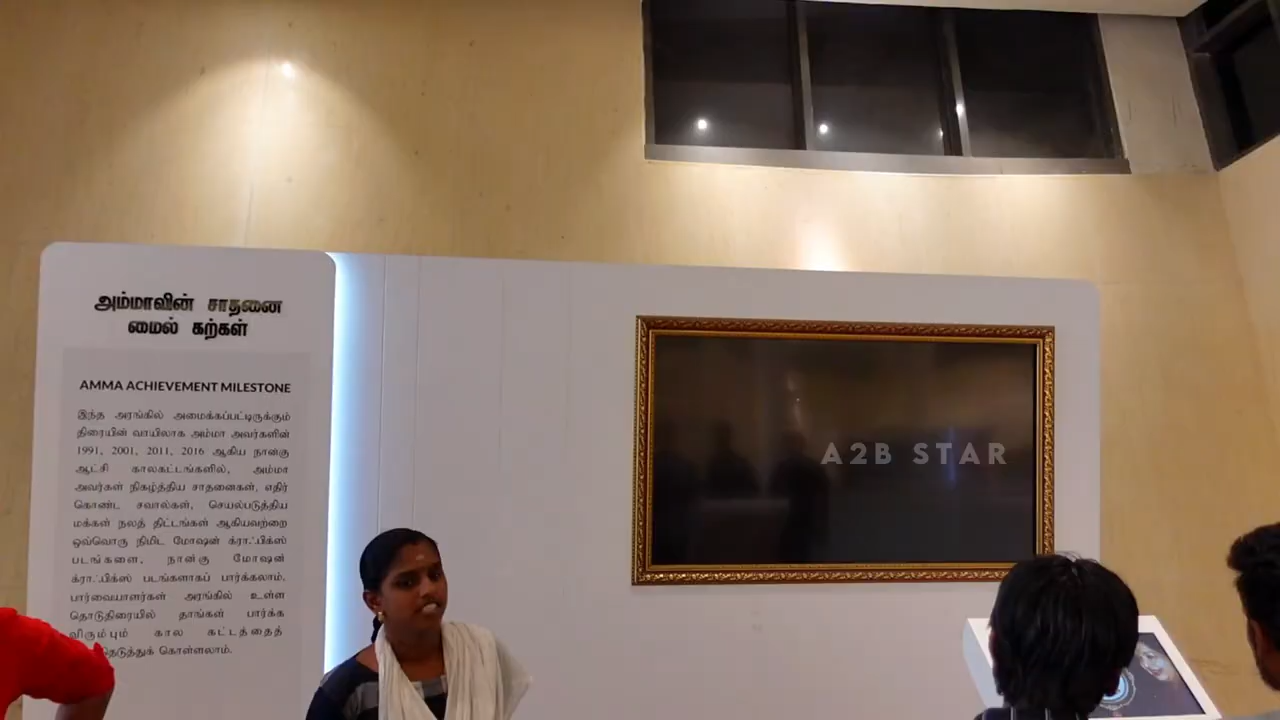 அம்மாவின் சாதனை
மைல் கற்கள்
AMMA ACHIEVEMENT MILESTONE
இந்த அரங்கில் அமைக்கப்பட்டிருக்கும்
திரையின் வாயிலாக அம்மா அவர்களின்
1991, 2001, 2011, 2016 ஆகிய நான்கு
ஆட்சி காலகட்டங்களில், அம்மா
அவர்கள் நிகழ்த்திய சாதனைகள், எதிர்
கொண்ட சவால்கள், செயல்படுத்திய
மக்கள் நலத் திட்டங்கள் ஆகியவற்றை
ஒவ்வொரு நிமிட மோஷன் க்ராஃபிக்ஸ்
படங்களை, நான்கு மோஷன்
க்ராஃபிக்ஸ் படங்களாகப் பார்க்கலாம்.
பார்வையாளர்கள் அரங்கில் உள்ள
தொடுதிரையில் தாங்கள் பார்க்க
விரும்பும் கால கட்டத்தைத்
கொள்ளலாம்.
A2B STAR